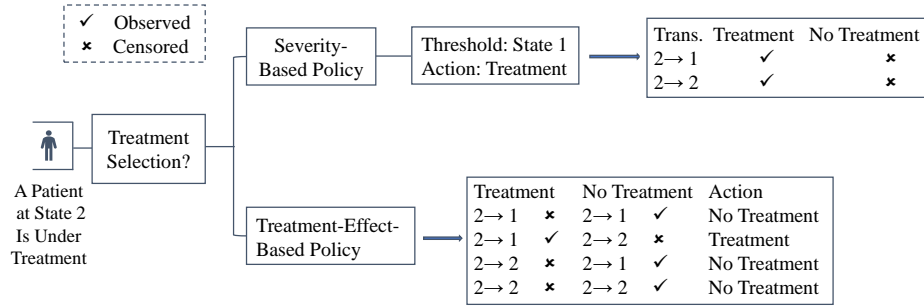 ✓ Observed
✘ Censored
A Patient
at State 2
Is Under
Treatment
Treatment
Selection?
Severity-
Based Policy
Threshold: State 1
Action: Treatment
Trans. Treatment No Treatment
2→ 1 ✓ ✘
2→ 2 ✓ ✘
Treatment-Effect-
Based Policy
Treatment No Treatment Action
2→ 1 ✘ 2→ 1 ✓ No Treatment
2→ 1 ✓ 2→ 2 ✘ Treatment
2→ 2 ✘ 2→ 1 ✓ No Treatment
2→ 2 ✘ 2→ 2 ✓ No Treatment